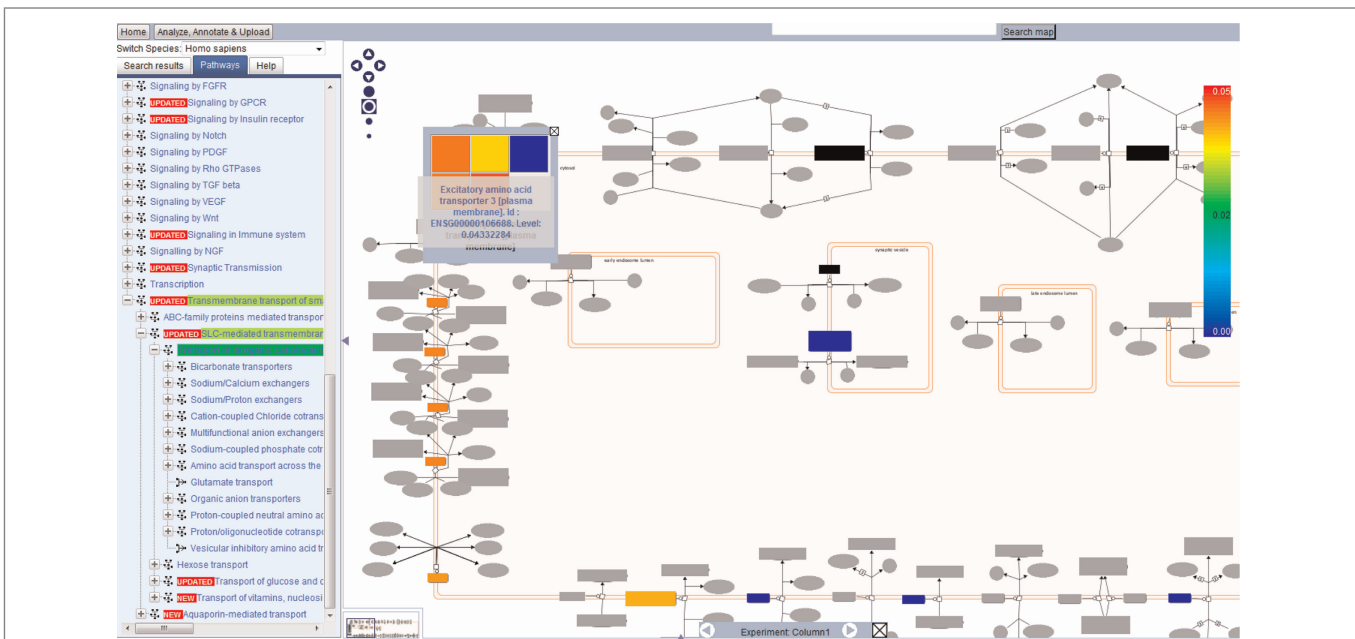 Home Analyze, Annotate & Upload Search map
Switch Species: Homo sapiens
Search results Pathways Help
Signaling by FGFR
UPDATED Signaling by GPCR
UPDATED Signaling by Insulin receptor
Signaling by Notch
Signaling by PDGF
Signaling by Rho GTPases
Signaling by TGF beta
Signaling by VEGF
Signaling by Wnt
UPDATED Signaling in Immune system
Signalling by NGF
UPDATED Synaptic Transmission
Transcription
UPDATED Transmembrane transport of sma
ABC-family proteins mediated transpor
UPDATED SLC-mediated transmembrar
Bicarbonate transporters
Sodium/Calcium exchangers
Sodium/Proton exchangers
Cation-coupled Chloride cotrans
Multifunctional anion exchangers
Sodium-coupled phosphate cotr
Amino acid transport across the
Glutamate transport
Organic anion transporters
Proton-coupled neutral amino ac
Proton/oligonucleotide cotranspo
Vesicular inhibitory amino acid tr
Hexose transport
UPDATED Transport of glucose and o
NEW Transport of vitamins, nucleosi
NEW Aquaporin-mediated transport
cytosol
Excitatory amino acid
transporter 3 [plasma
membrane]. Id :
ENSG00000106688. Level:
0.04332284
membrane]
early endosome lumen
synaptic vesicle
late endosome lumen
0.05
0.02
0.00
Experiment: Column1